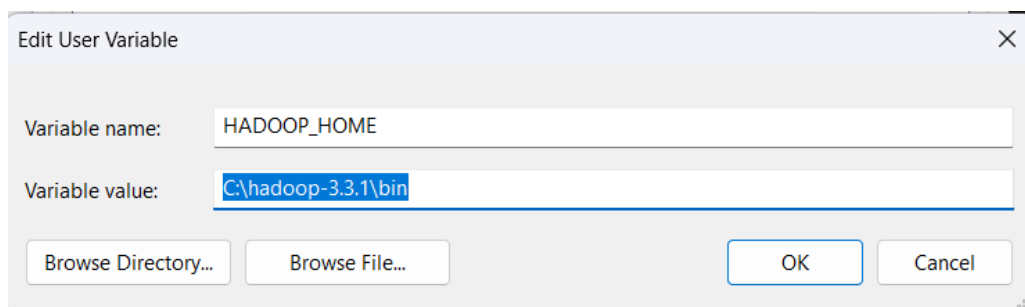 Edit User Variable
Variable name: HADOOP_HOME
Variable value: C:\hadoop-3.3.1\bin
Browse Directory... Browse File... OK Cancel